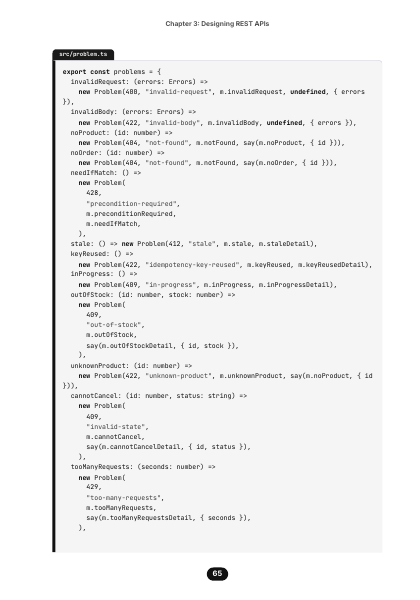 Chapter 3: Designing REST APIs
src/problem.ts
export const problems = {
  invalidRequest: (errors: Errors) =>
    new Problem(400, "invalid-request", m.invalidRequest, undefined, { errors
}),
  invalidBody: (errors: Errors) =>
    new Problem(422, "invalid-body", m.invalidBody, undefined, { errors }),
  noProduct: (id: number) =>
    new Problem(404, "not-found", m.notFound, say(m.noProduct, { id })),
  noOrder: (id: number) =>
    new Problem(404, "not-found", m.notFound, say(m.noOrder, { id })),
  needIfMatch: () =>
    new Problem(
      428,
      "precondition-required",
      m.preconditionRequired,
      m.needIfMatch,
    ),
  stale: () => new Problem(412, "stale", m.stale, m.staleDetail),
  keyReused: () =>
    new Problem(422, "idempotency-key-reused", m.keyReused, m.keyReusedDetail),
  inProgress: () =>
    new Problem(409, "in-progress", m.inProgress, m.inProgressDetail),
  outOfStock: (id: number, stock: number) =>
    new Problem(
      409,
      "out-of-stock",
      m.outOfStock,
      say(m.outOfStockDetail, { id, stock }),
    ),
  unknownProduct: (id: number) =>
    new Problem(422, "unknown-product", m.unknownProduct, say(m.noProduct, { id
})),
  cannotCancel: (id: number, status: string) =>
    new Problem(
      409,
      "invalid-state",
      m.cannotCancel,
      say(m.cannotCancelDetail, { id, status }),
    ),
  tooManyRequests: (seconds: number) =>
    new Problem(
      429,
      "too-many-requests",
      m.tooManyRequests,
      say(m.tooManyRequestsDetail, { seconds }),
    ),
65